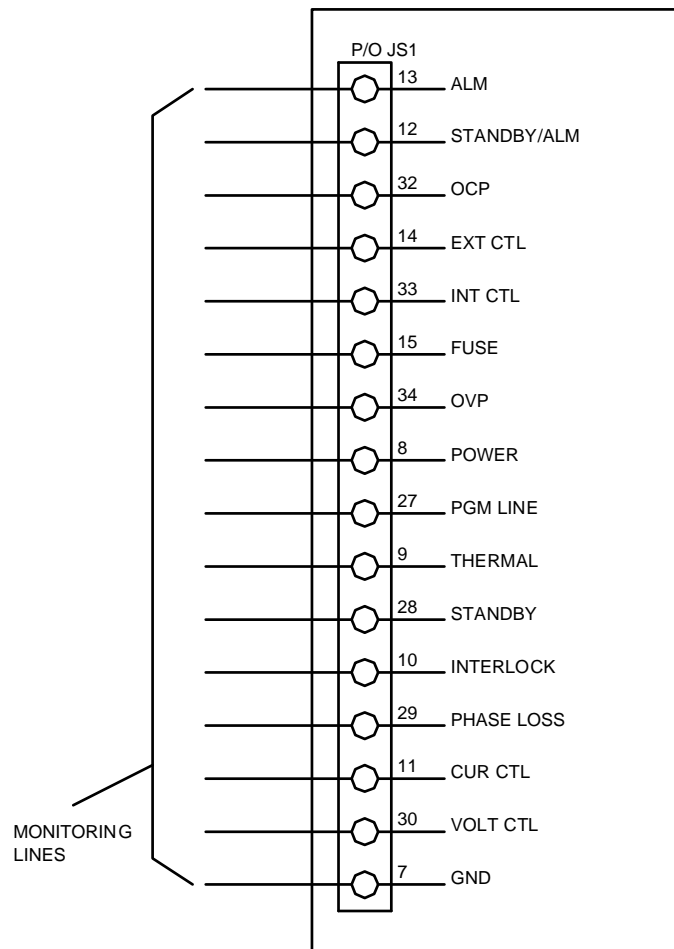 P/O JS1
13 ALM
12 STANDBY/ALM
32 OCP
14 EXT CTL
33 INT CTL
15 FUSE
34 OVP
8 POWER
27 PGM LINE
9 THERMAL
28 STANDBY
10 INTERLOCK
29 PHASE LOSS
11 CUR CTL
30 VOLT CTL
7 GND
MONITORING
LINES